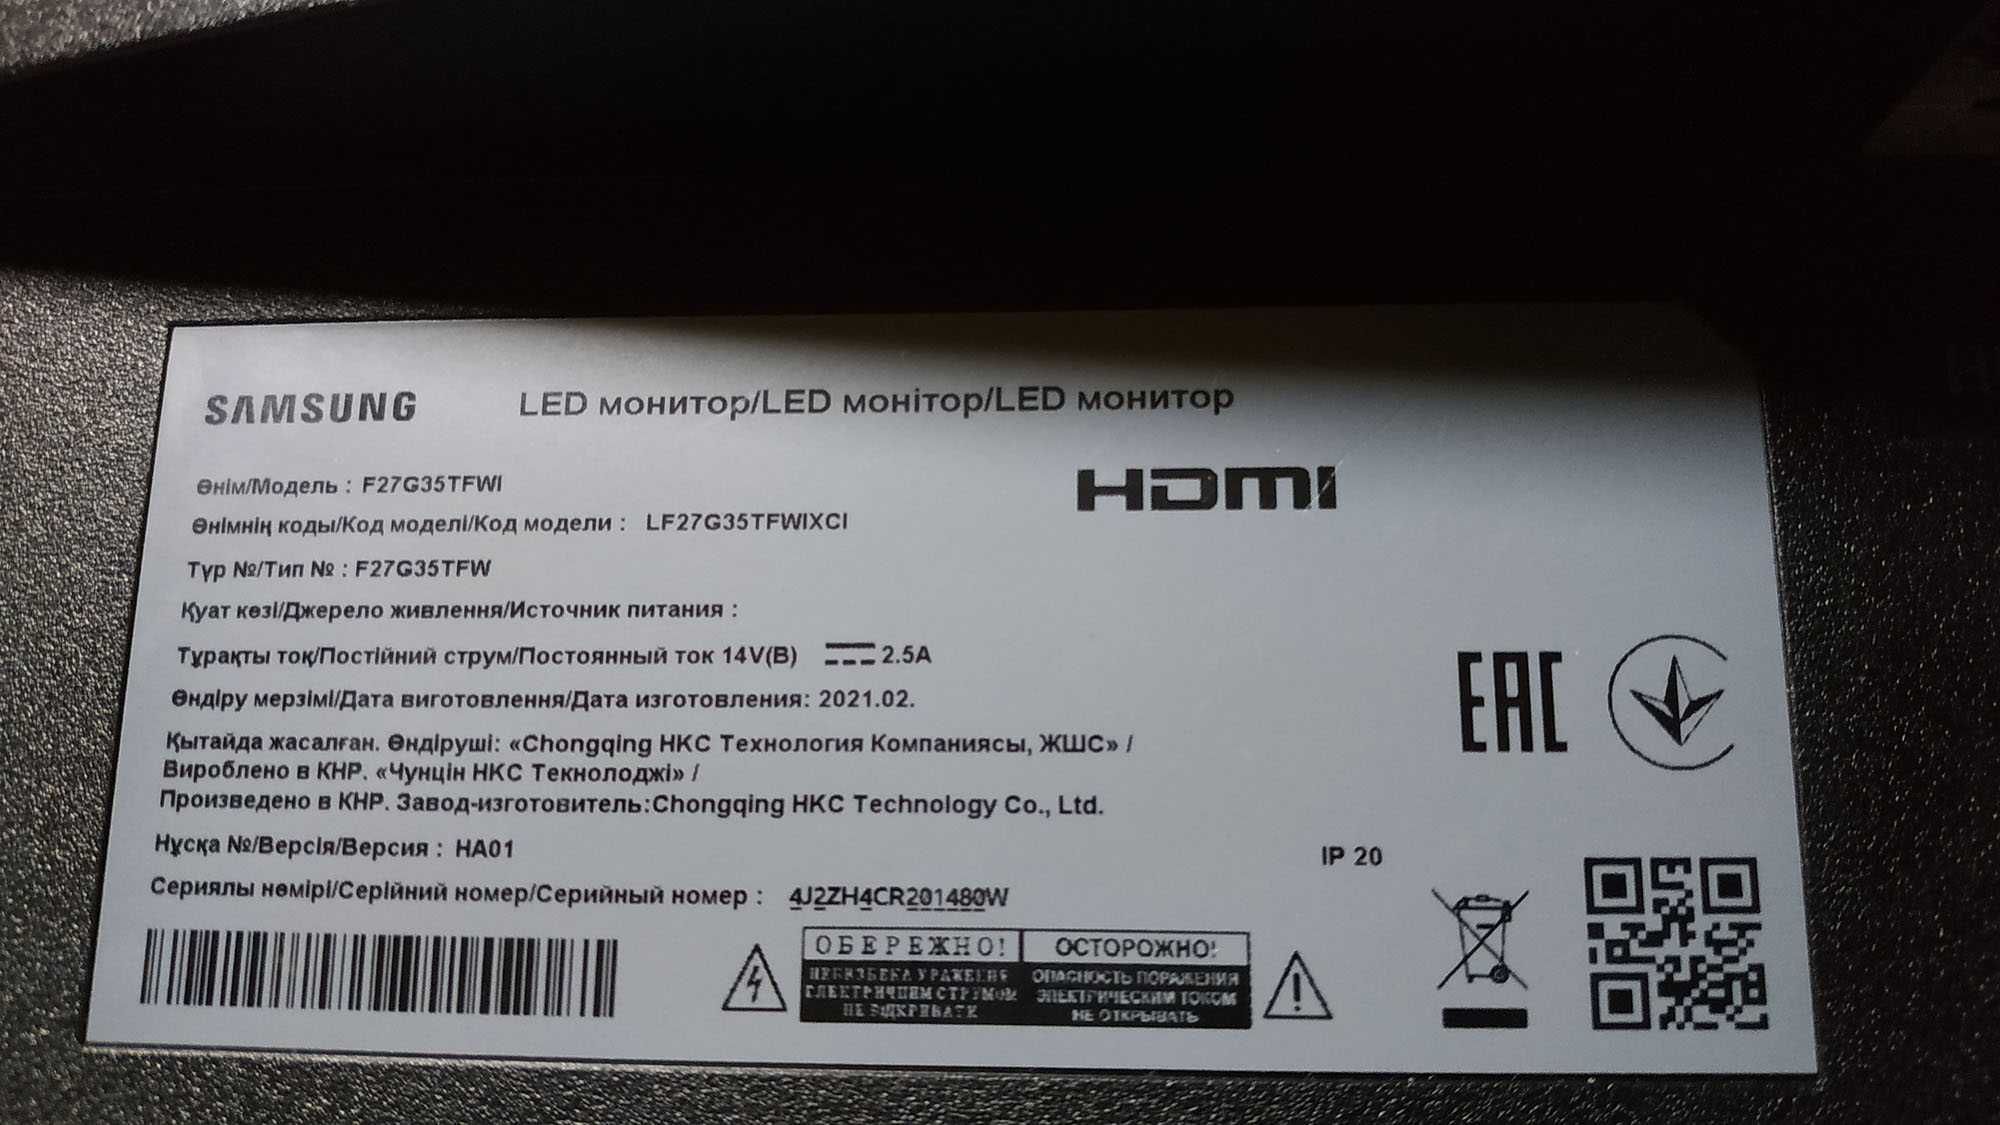 SAMSUNG LED монитор/LED монітор/LED монитор
HDMI
Өнім/Модель : F27G35TFWI
Өнімнің коды/Код моделі/Код модели : LF27G35TFWIXCI
Түр №/Тип № : F27G35TFW
Қуат көзі/Джерело живлення/Источник питания :
Тұрақты тоқ/Постійний струм/Постоянный ток 14V(B) 2.5A
Өндіру мерзімі/Дата виготовлення/Дата изготовления: 2021.02.
EAC
Қытайда жасалған. Өндіруші: «Chongqing HKC Технология Компаниясы, ЖШС» /
Вироблено в КНР. «Чунцін НКС Текнолоджі» /
Произведено в КНР. Завод-изготовитель:Chongqing HKC Technology Co., Ltd.
Нұсқа №/Версія/Версия : HA01
IP 20
Сериялы нөмірі/Серійний номер/Серийный номер : 4J2ZH4CR201480W
ОБЕРЕЖНО!
НЕБЕЗБЕКА УРАЖЕННЯ
ЕЛЕКТРИЧНИМ СТРУМОМ
НЕ ВІДКРИВАТИ
ОСТОРОЖНО!
ОПАСНОСТЬ ПОРАЖЕНИЯ
ЭЛЕКТРИЧЕСКИМ ТОКОМ
НЕ ОТКРЫВАТЬ